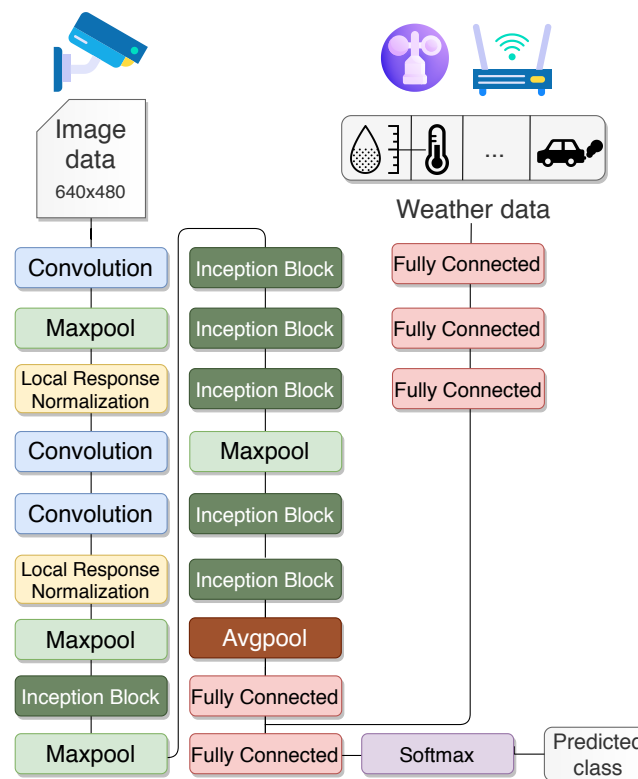 Image
data
640x480
Convolution
Maxpool
Local Response
Normalization
Convolution
Convolution
Local Response
Normalization
Maxpool
Inception Block
Maxpool
Inception Block
Inception Block
Inception Block
Maxpool
Inception Block
Inception Block
Avgpool
Fully Connected
Fully Connected
...
Weather data
Fully Connected
Fully Connected
Fully Connected
Softmax
Predicted
class